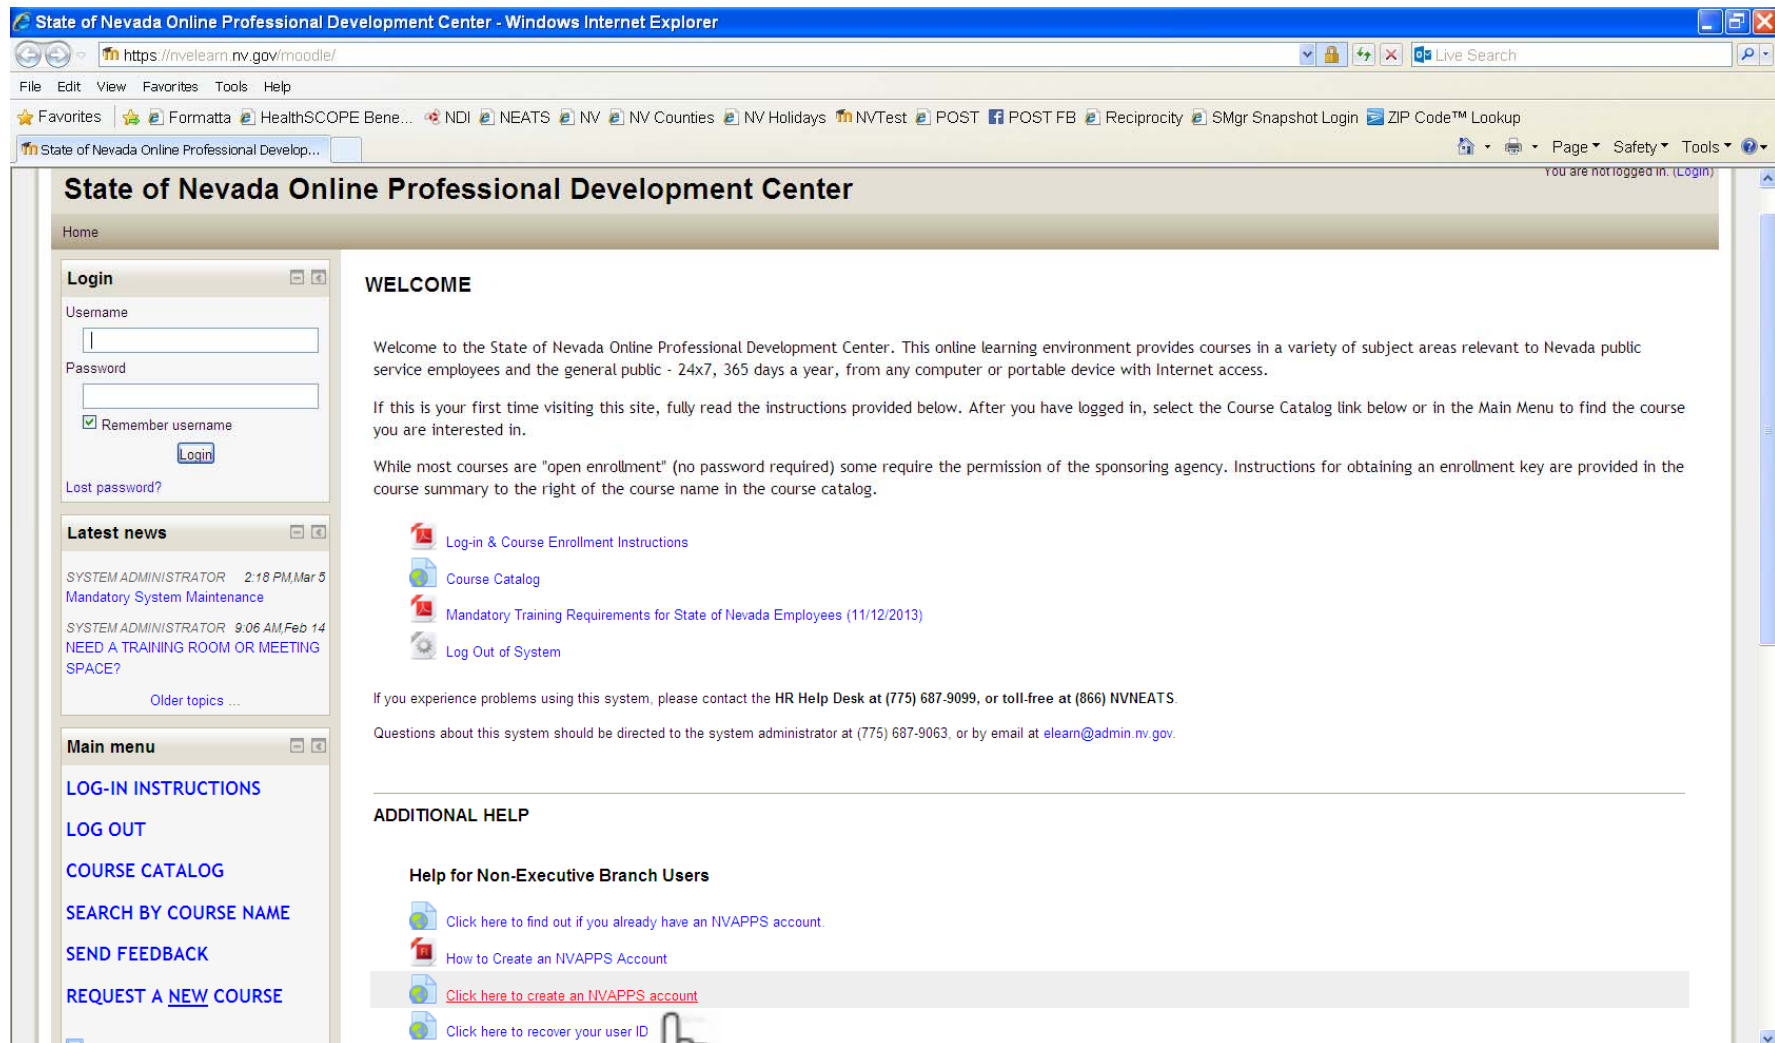 State of Nevada Online Professional Development Center - Windows Internet Explorer
https://nvelearn.nv.gov/moodle/
Live Search
File Edit View Favorites Tools Help
Favorites Formatta HealthSCOPE Bene... NDI NEATS NV NV Counties NV Holidays NVTest POST POST FB Reciprocity SMgr Snapshot Login ZIP Code™ Lookup
State of Nevada Online Professional Develop...
Page Safety Tools
You are not logged in. (Login)
State of Nevada Online Professional Development Center
Home
Login
Username
Password
Remember username
Login
Lost password?
Latest news
SYSTEM ADMINISTRATOR 2:18 PM,Mar 5
Mandatory System Maintenance
SYSTEM ADMINISTRATOR 9:06 AM,Feb 14
NEED A TRAINING ROOM OR MEETING
SPACE?
Older topics ...
Main menu
LOG-IN INSTRUCTIONS
LOG OUT
COURSE CATALOG
SEARCH BY COURSE NAME
SEND FEEDBACK
REQUEST A NEW COURSE
WELCOME
Welcome to the State of Nevada Online Professional Development Center. This online learning environment provides courses in a variety of subject areas relevant to Nevada public
service employees and the general public - 24x7, 365 days a year, from any computer or portable device with Internet access.
If this is your first time visiting this site, fully read the instructions provided below. After you have logged in, select the Course Catalog link below or in the Main Menu to find the course
you are interested in.
While most courses are "open enrollment" (no password required) some require the permission of the sponsoring agency. Instructions for obtaining an enrollment key are provided in the
course summary to the right of the course name in the course catalog.
Log-in & Course Enrollment Instructions
Course Catalog
Mandatory Training Requirements for State of Nevada Employees (11/12/2013)
Log Out of System
If you experience problems using this system, please contact the HR Help Desk at (775) 687-9099, or toll-free at (866) NVNEATS.
Questions about this system should be directed to the system administrator at (775) 687-9063, or by email at elearn@admin.nv.gov.
ADDITIONAL HELP
Help for Non-Executive Branch Users
Click here to find out if you already have an NVAPPS account.
How to Create an NVAPPS Account
Click here to create an NVAPPS account
Click here to recover your user ID